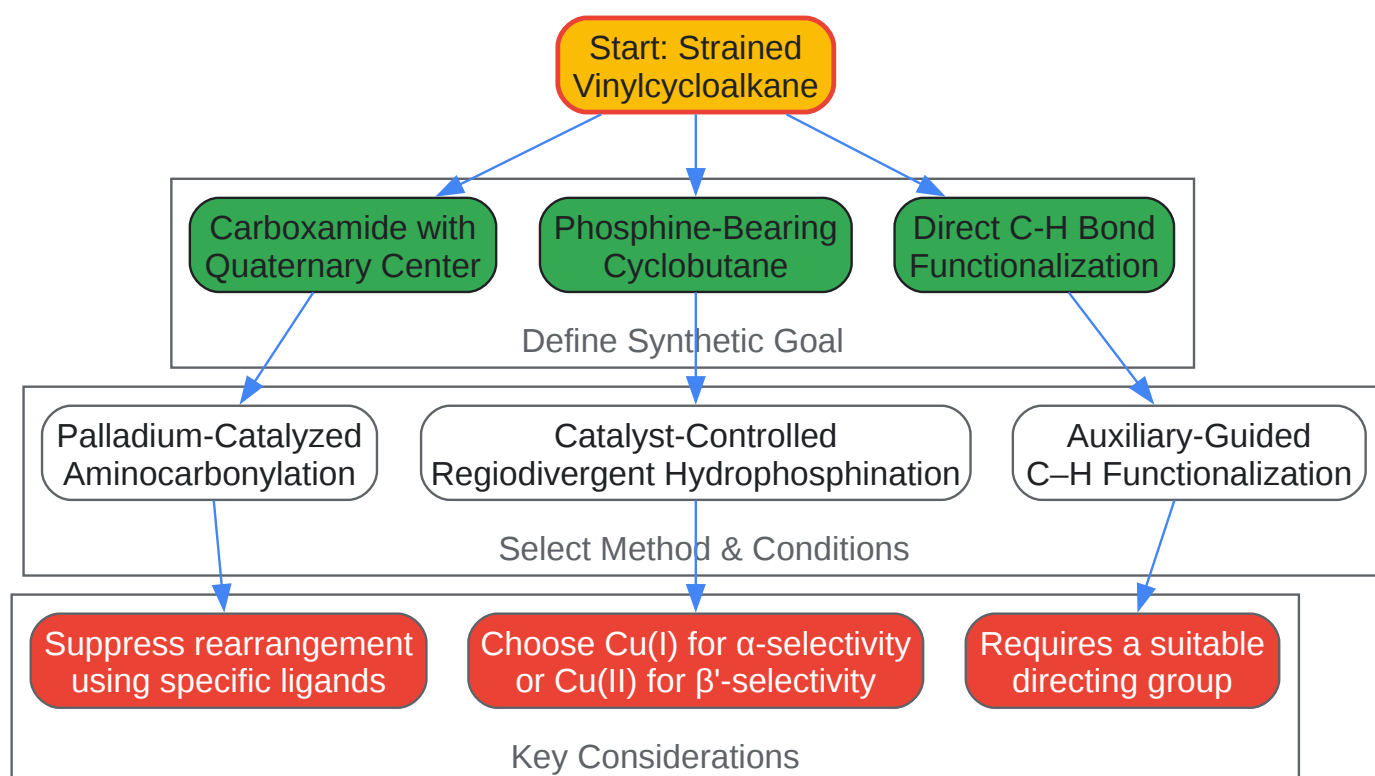 Start: Strained
Vinylcycloalkane
Carboxamide with
Quaternary Center
Phosphine-Bearing
Cyclobutane
Direct C-H Bond
Functionalization
Define Synthetic Goal
Palladium-Catalyzed
Aminocarbonylation
Catalyst-Controlled
Regiodivergent Hydrophosphination
Auxiliary-Guided
C–H Functionalization
Select Method & Conditions
Suppress rearrangement
using specific ligands
Choose Cu(I) for α-selectivity
or Cu(II) for β'-selectivity
Requires a suitable
directing group
Key Considerations